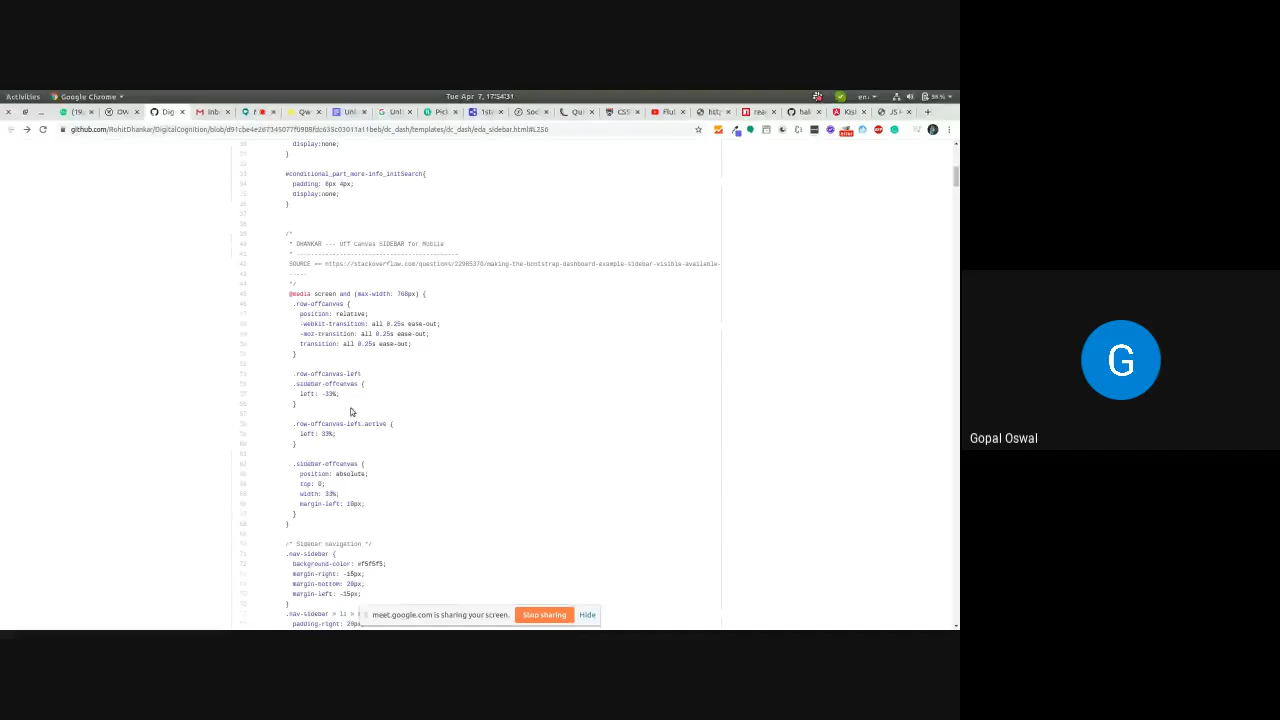 Activities
Google Chrome
Tue Apr 7, 17:54:31
en
github.com/RohitDhankar/DigitalCognition/blob/
/dc_dash/templates/dc_dash/eda_sidebar.html
display:none;
}
#conditional_part_more-info_initSearch{
padding: 8px 4px;
display:none;
}
/*
* DHANKAR --- Off Canvas SIDEBAR for Mobile
* ---------------------------------------------
SOURCE == https://stackoverflow.com/questions/22985370/making-the-bootstrap-dashboard-example-sidebar-visible-available-
-----
*/
@media screen and (max-width: 768px) {
.row-offcanvas {
position: relative;
-webkit-transition: all 0.25s ease-out;
-moz-transition: all 0.25s ease-out;
transition: all 0.25s ease-out;
}
.row-offcanvas-left
.sidebar-offcanvas {
left: -33%;
}
.row-offcanvas-left.active {
left: 33%;
}
.sidebar-offcanvas {
position: absolute;
top: 0;
width: 33%;
margin-left: 10px;
}
}
/* Sidebar navigation */
.nav-sidebar {
background-color: #f5f5f5;
margin-right: -15px;
margin-bottom: 20px;
margin-left: -15px;
}
.nav-sidebar > li >
padding-right: 20px
meet.google.com is sharing your screen.
Stop sharing
Hide
G
Gopal Oswal